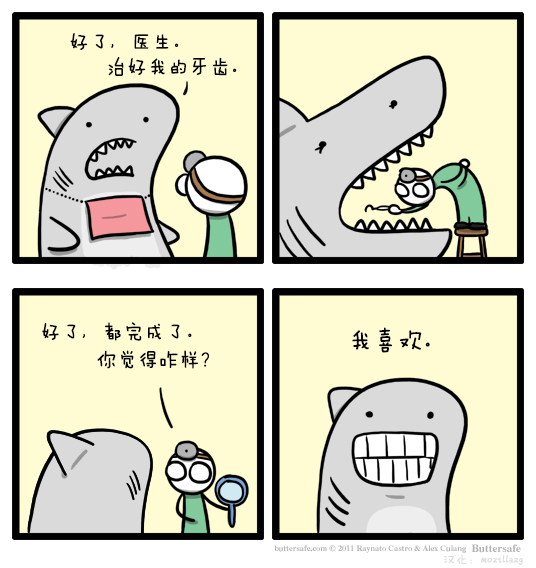 好了，医生。
治好我的牙齿。
好了，都完成了。
你觉得咋样？
我喜欢。
buttersafe.com © 2011 Raynato Castro & Alex Culang Buttersafe
汉化：mozillazg